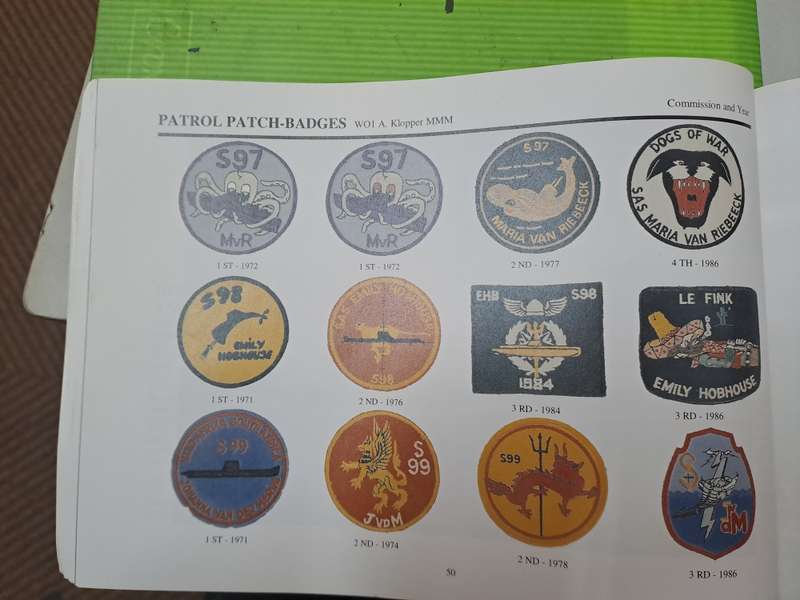 PATROL PATCH-BADGES WO1 A. Klopper MMM
Commission and Year
S97
MvR
1 ST - 1972
S97
MvR
1 ST - 1972
S97
MARIA VAN RIEBEECK
2 ND - 1977
DOGS OF WAR
SAS MARIA VAN RIEBEECK
4 TH - 1986
S98
EMILY
HOBHOUSE
1 ST - 1971
S98
2 ND - 1976
EHB S98
1984
3 RD - 1984
LE FINK
EMILY HOBHOUSE
3 RD - 1986
S 99
1 ST - 1971
S
99
JVDM
2 ND - 1974
S99
2 ND - 1978
S
JVDM
3 RD - 1986
50